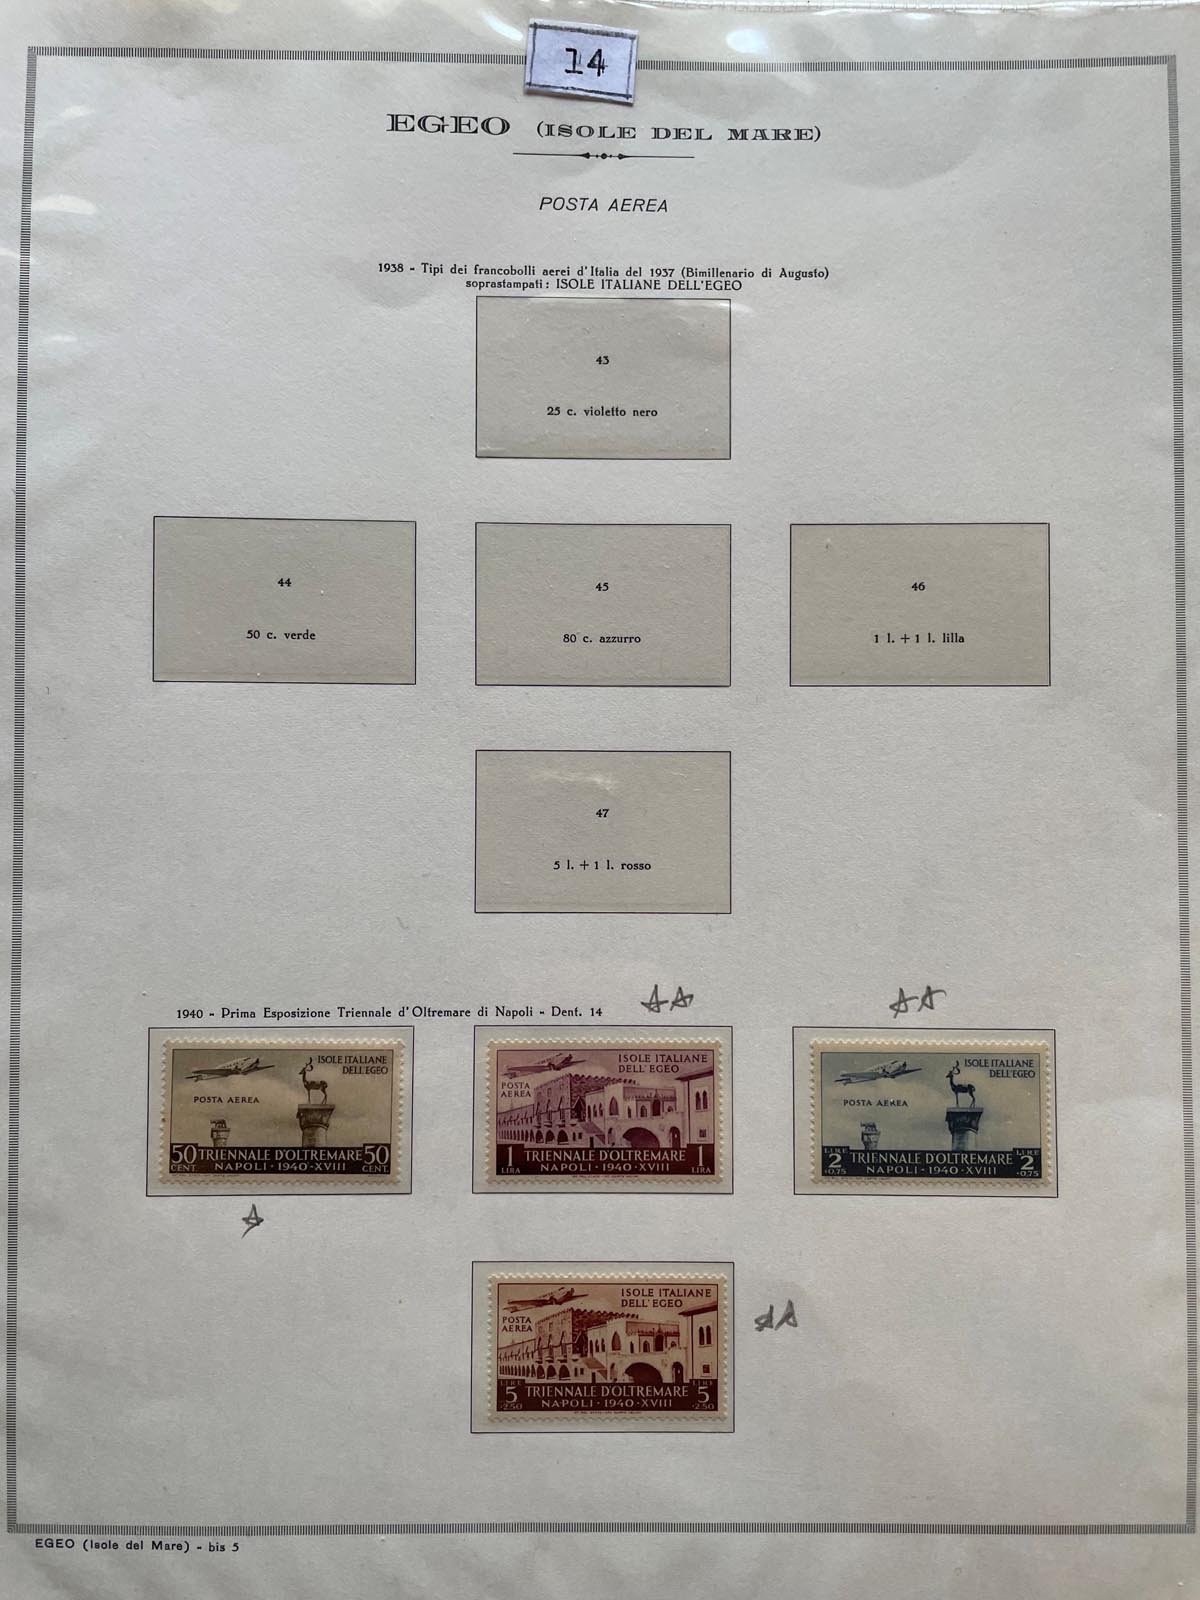 14
EGEO (ISOLE DEL MARE)
POSTA AEREA
1938 - Tipi dei francobolli aerei d'Italia del 1937 (Bimillenario di Augusto)
soprastampati: ISOLE ITALIANE DELL'EGEO
43
25 c. violetto nero
44
50 c. verde
45
80 c. azzurro
46
1 l. + 1 l. lilla
47
5 l. + 1 l. rosso
1940 - Prima Esposizione Triennale d'Oltremare di Napoli - Dent. 14
ISOLE ITALIANE
DELL'EGEO
POSTA AEREA
50 CENT. TRIENNALE D'OLTREMARE 50 CENT.
NAPOLI · 1940 · XVIII
ISOLE ITALIANE
DELL'EGEO
POSTA
AEREA
1 LIRA TRIENNALE D'OLTREMARE 1 LIRA
NAPOLI · 1940 · XVIII
ISOLE ITALIANE
DELL'EGEO
POSTA AEREA
LIRE 2 +0,75 TRIENNALE D'OLTREMARE LIRE 2 +0,75
NAPOLI · 1940 · XVIII
ISOLE ITALIANE
DELL'EGEO
POSTA
AEREA
LIRE 5 +2,50 TRIENNALE D'OLTREMARE LIRE 5 +2,50
NAPOLI · 1940 · XVIII
EGEO (Isole del Mare) - bis 5